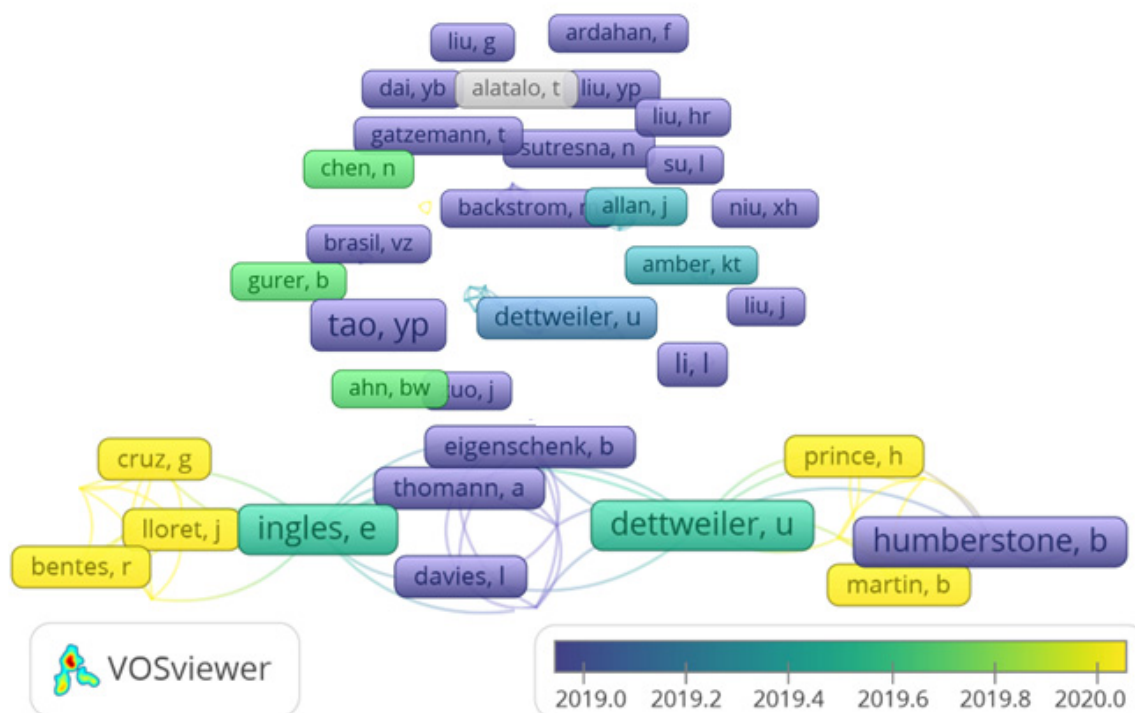 liu, g
ardahan, f
dai, yb
alatalo, t
liu, yp
liu, hr
gatzemann, t
sutresna, n
su, l
chen, n
backstrom,
allan, j
niu, xh
brasil, vz
amber, kt
gurer, b
liu, j
tao, yp
dettweiler, u
li, l
ahn, bw
uo, j
eigenschenk, b
cruz, g
prince, h
thomann, a
ingles, e
lloret, j
dettweiler, u
humberstone, b
bentes, r
davies, l
martin, b
VOSviewer
2019.0 2019.2 2019.4 2019.6 2019.8 2020.0